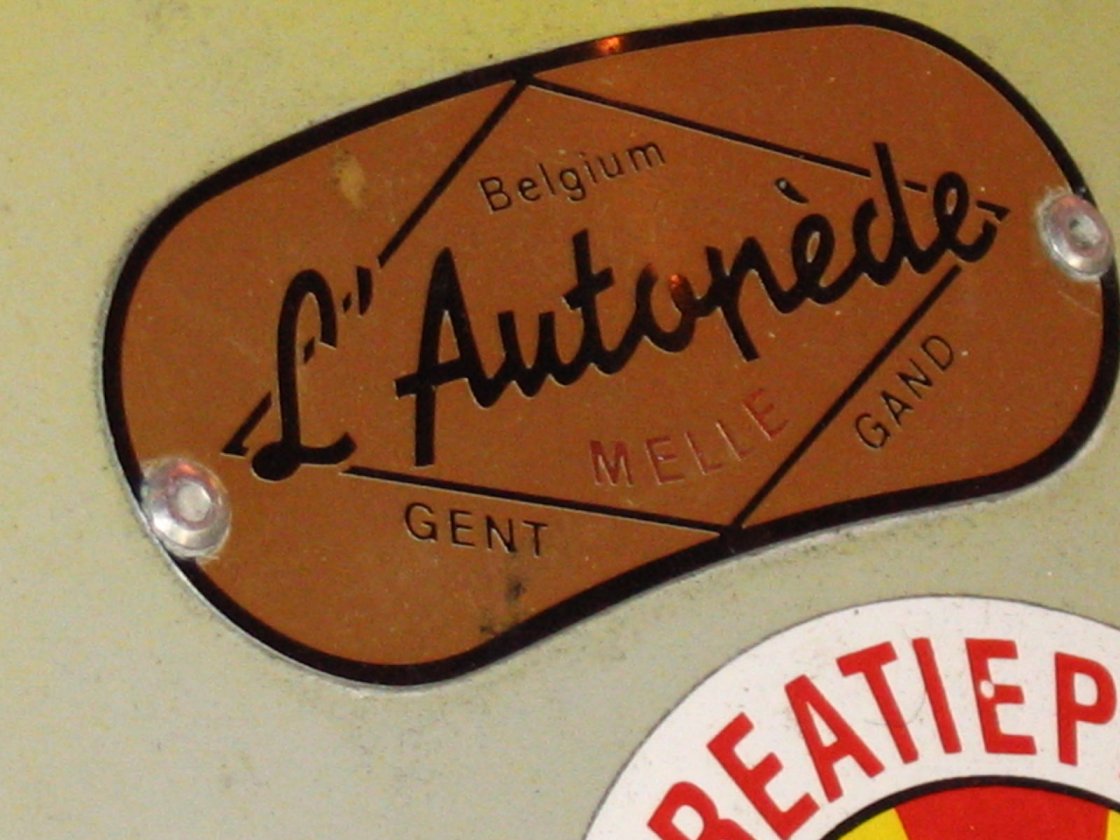 Belgium
L'Autopède
MELLE
GAND
GENT
REATIEP